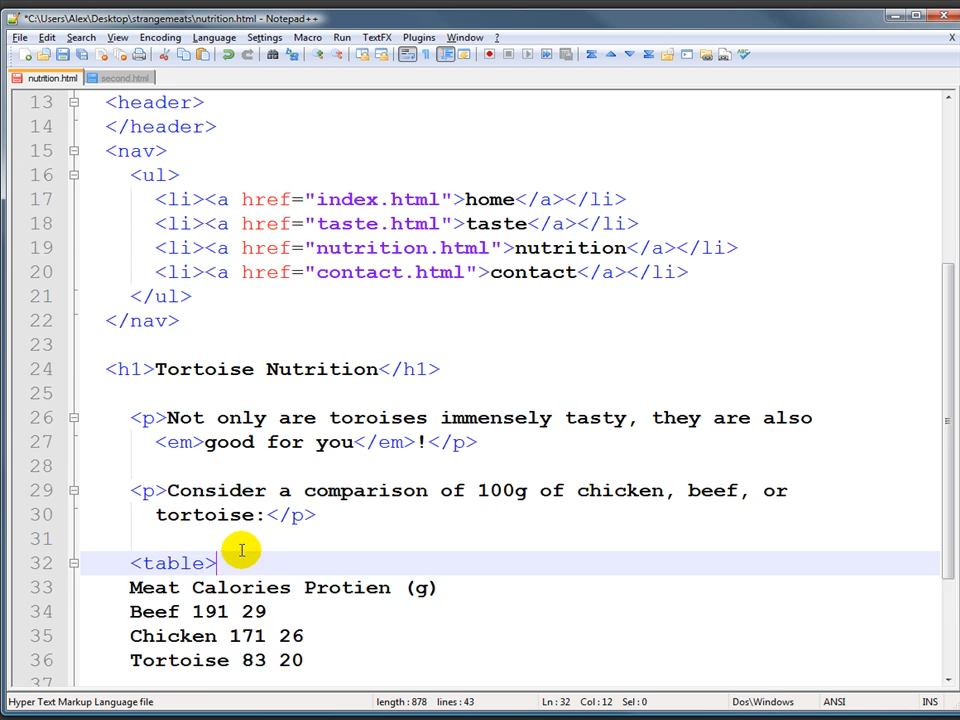 *C:\Users\Alex\Desktop\strangemeats\nutrition.html - Notepad++
File Edit Search View Encoding Language Settings Macro Run TextFX Plugins Window ? X
nutrition.html second.html
13 <header>
14 </header>
15 <nav>
16 <ul>
17 <li><a href="index.html">home</a></li>
18 <li><a href="taste.html">taste</a></li>
19 <li><a href="nutrition.html">nutrition</a></li>
20 <li><a href="contact.html">contact</a></li>
21 </ul>
22 </nav>
23
24 <h1>Tortoise Nutrition</h1>
25
26 <p>Not only are toroises immensely tasty, they are also
27 <em>good for you</em>!</p>
28
29 <p>Consider a comparison of 100g of chicken, beef, or
30 tortoise:</p>
31
32 <table>
33 Meat Calories Protien (g)
34 Beef 191 29
35 Chicken 171 26
36 Tortoise 83 20
37
Hyper Text Markup Language file length : 878 lines : 43 Ln : 32 Col : 12 Sel : 0 Dos\Windows ANSI INS